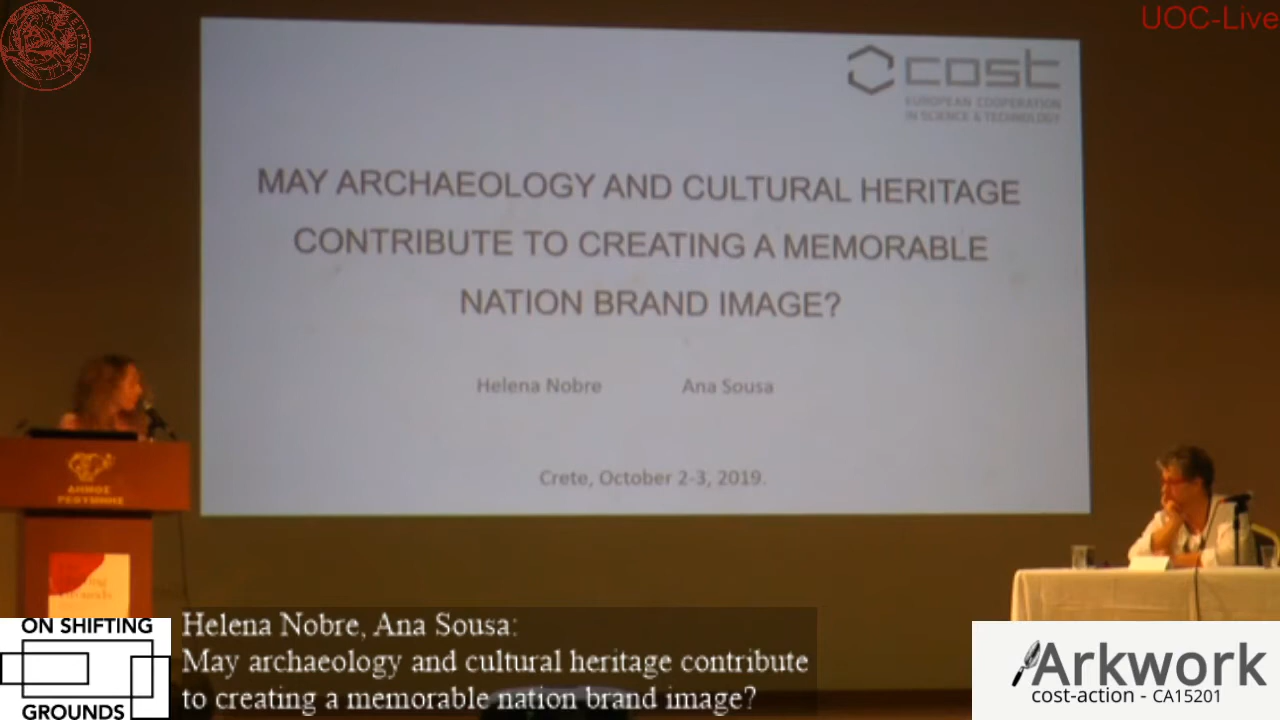 UOC-Live
cost
EUROPEAN COOPERATION
IN SCIENCE & TECHNOLOGY
MAY ARCHAEOLOGY AND CULTURAL HERITAGE
CONTRIBUTE TO CREATING A MEMORABLE
NATION BRAND IMAGE?
Helena Nobre
Ana Sousa
Crete, October 2-3, 2019.
ΔΗΜΟΣ
ΡΕΘΥΜΝΗΣ
ON SHIFTING
GROUNDS
Helena Nobre, Ana Sousa:
May archaeology and cultural heritage contribute
to creating a memorable nation brand image?
Arkwork
cost-action - CA15201